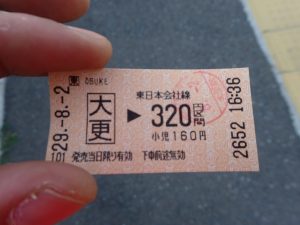 ŌBUKE
東日本会社線
大更
▶ 320円区間
小児160円
発売当日限り有効 下車前途無効
29.-8.-2
101
2652 16:36